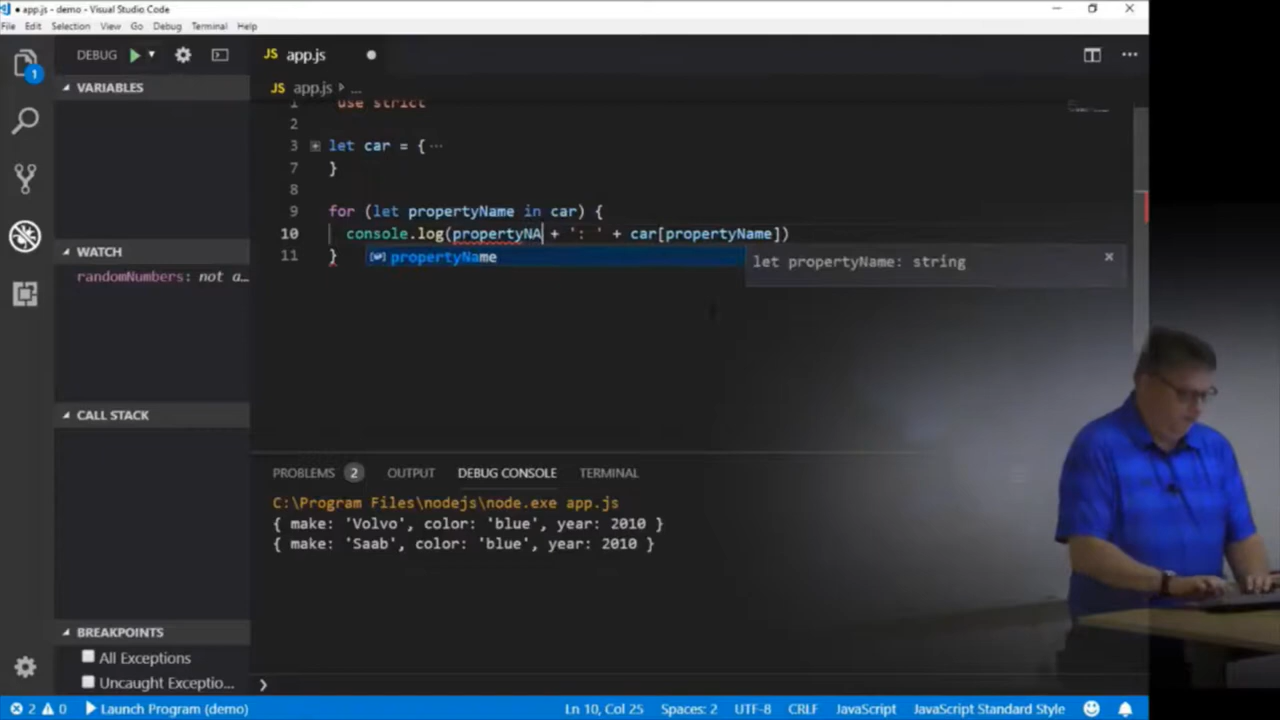 app.js - demo - Visual Studio Code
File Edit Selection View Go Debug Terminal Help
DEBUG
JS app.js
1
VARIABLES
JS app.js ...
1 'use strict
2
3 let car = { ...
7 }
8
9 for (let propertyName in car) {
10 console.log(propertyNA + ': ' + car[propertyName])
11 }
propertyName
let propertyName: string
WATCH
randomNumbers: not a...
CALL STACK
PROBLEMS 2 OUTPUT DEBUG CONSOLE TERMINAL
C:\Program Files\nodejs\node.exe app.js
{ make: 'Volvo', color: 'blue', year: 2010 }
{ make: 'Saab', color: 'blue', year: 2010 }
BREAKPOINTS
All Exceptions
Uncaught Exceptio...
2 0 Launch Program (demo) Ln 10, Col 25 Spaces: 2 UTF-8 CRLF JavaScript JavaScript Standard Style